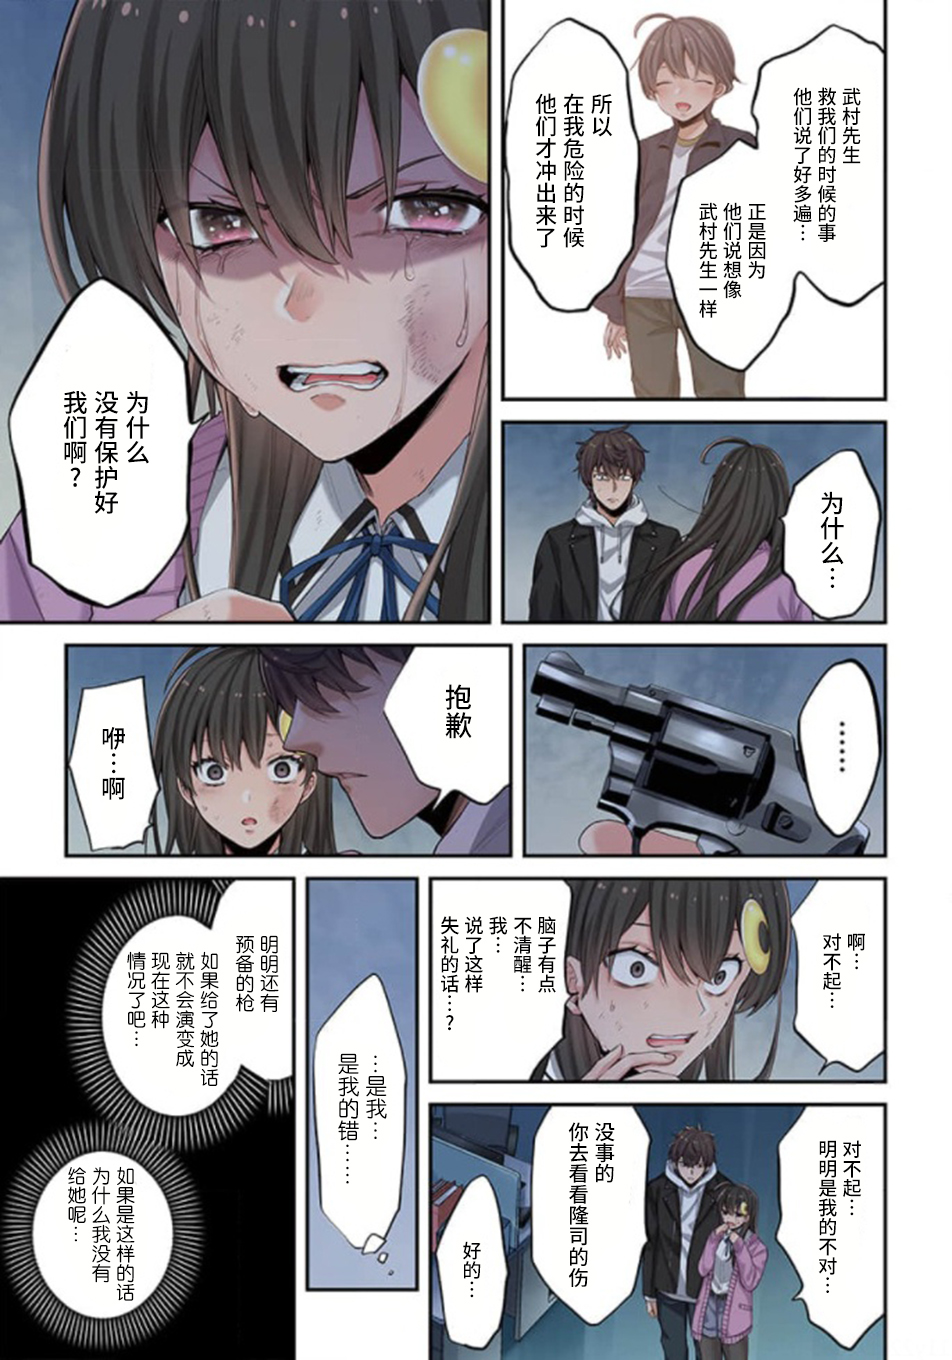 武村先生
救我们的时候的事
他们说了好多遍…
正是因为
他们说想像
武村先生一样
所以
在我危险的时候
他们才冲出来了
为什么…
为什么
没有保护好
我们啊?
……
抱歉
咿…啊
啊…
对不起…
脑子有点
不清醒…
我…
说了这样
失礼的话…?
对不起…
明明是我的不对…
没事的
你去看看隆司的伤
好的…
…是我…
是我的错……
明明还有
预备的枪
如果给了她的话
就不会演变成
现在这种
情况了吧…
如果是这样的话
为什么我没有
给她呢…